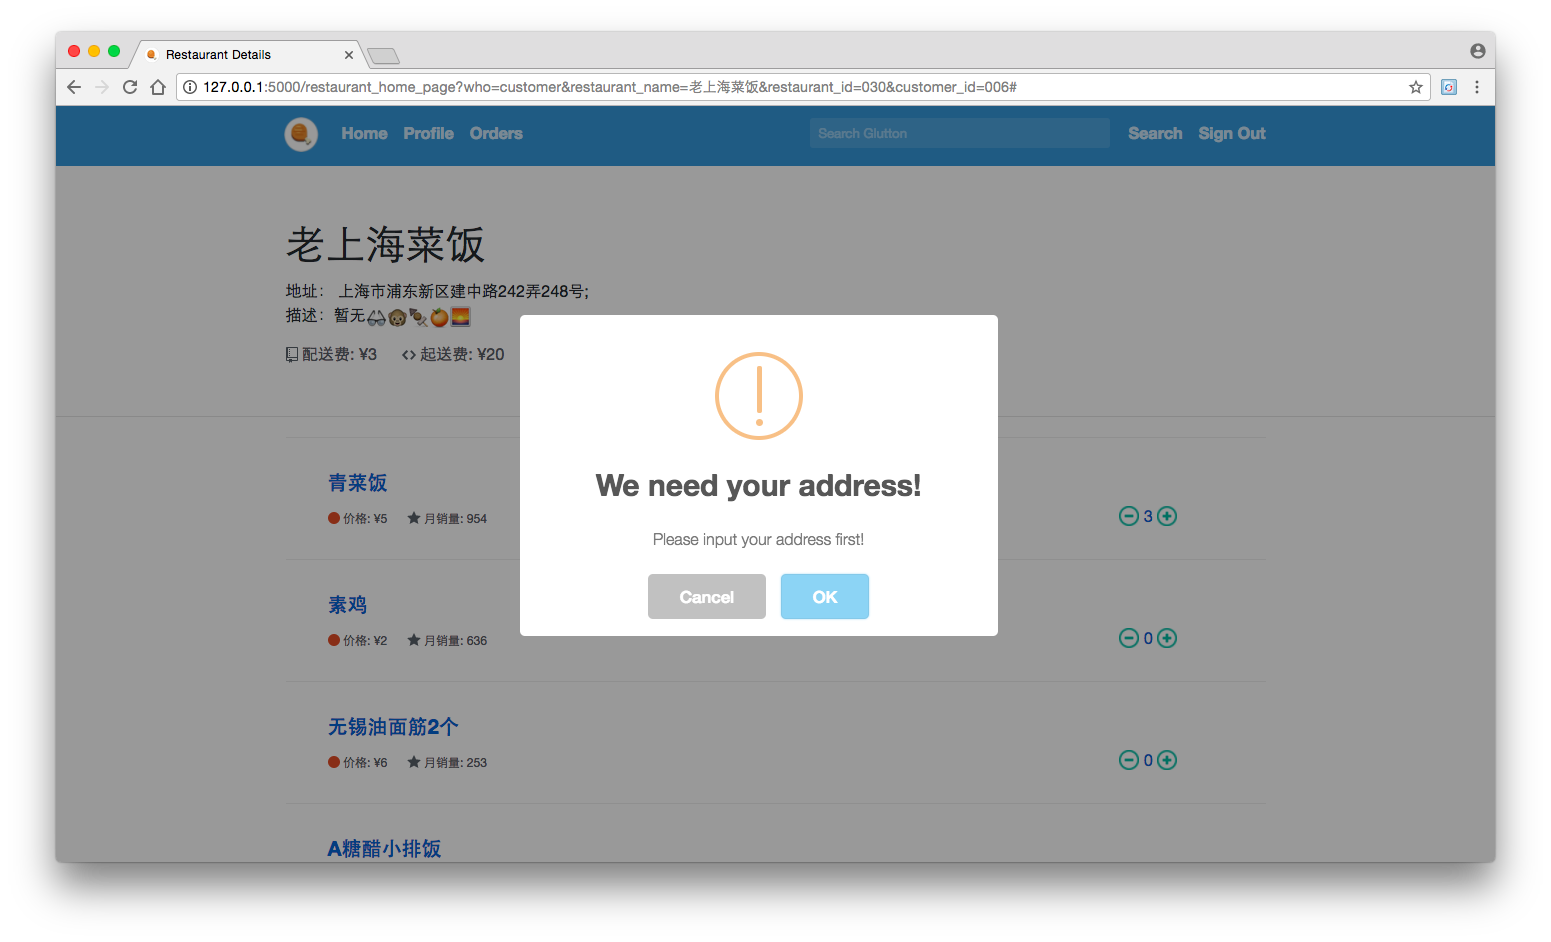 Restaurant Details
127.0.0.1:5000/restaurant_home_page?who=customer&restaurant_name=老上海菜饭&restaurant_id=030&customer_id=006#
Home Profile Orders Search Glutton Search Sign Out
老上海菜饭
地址： 上海市浦东新区建中路242弄248号;
描述：暂无👓🐵🍢🍊🌅
配送费: ¥3 起送费: ¥20
We need your address!
Please input your address first!
Cancel OK
青菜饭
价格: ¥5 月销量: 954
3
素鸡
价格: ¥2 月销量: 636
0
无锡油面筋2个
价格: ¥6 月销量: 253
0
A糖醋小排饭